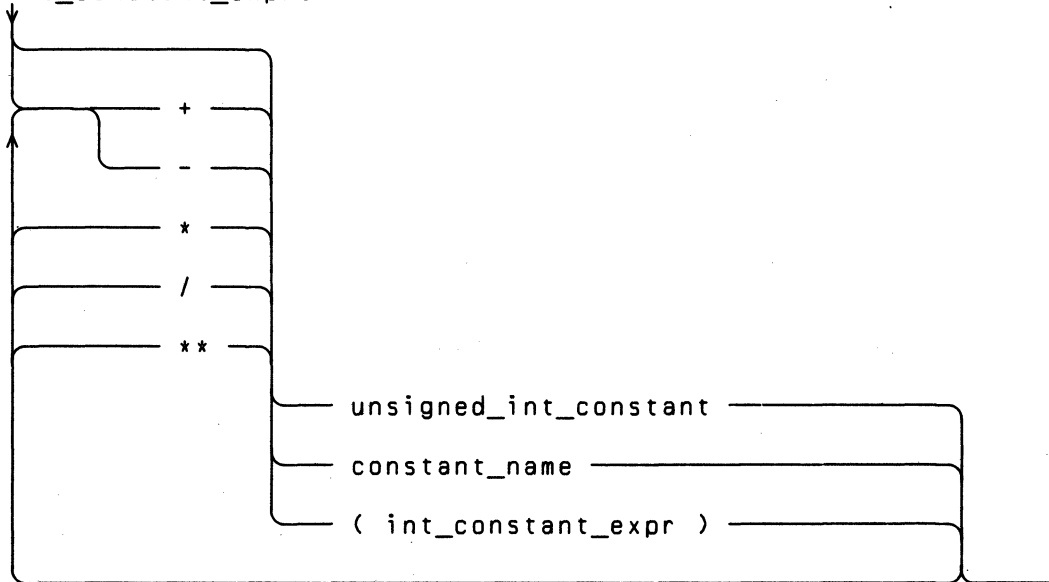 +
-
*
/
**
unsigned_int_constant
constant_name
( int_constant_expr )